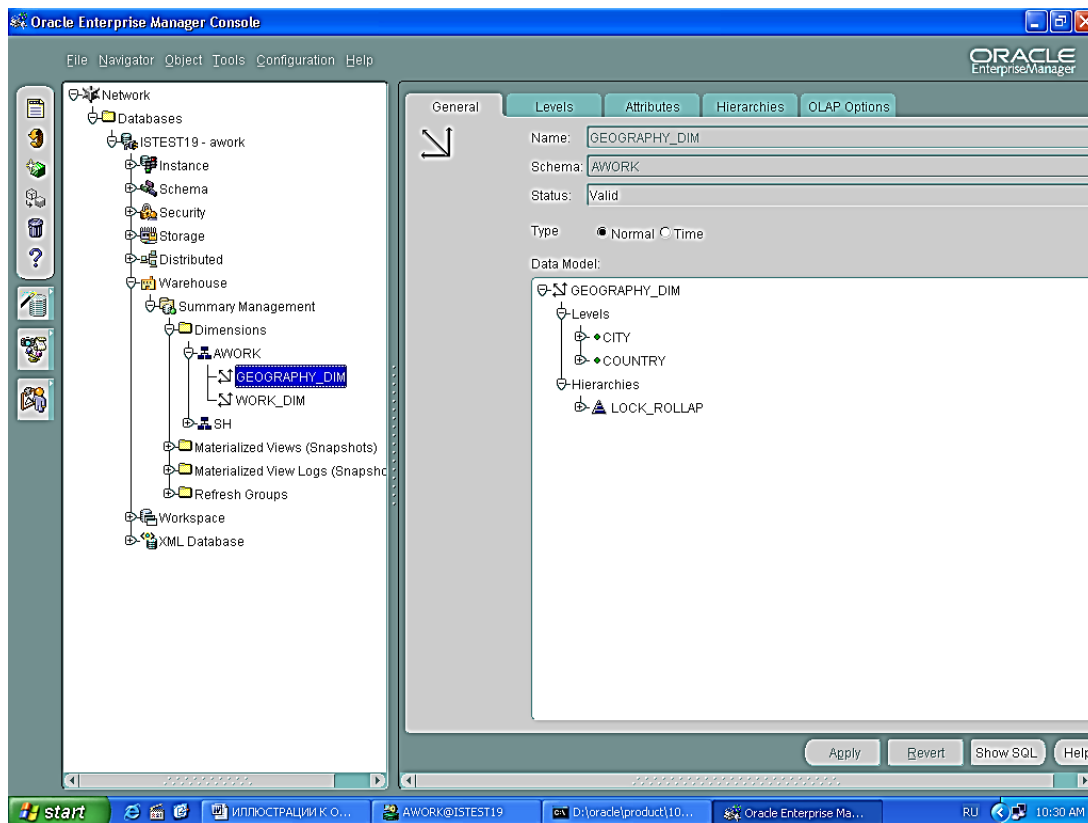 Oracle Enterprise Manager Console
File Navigator Object Tools Configuration Help
ORACLE
EnterpriseManager
Network
Databases
ISTEST19 - awork
Instance
Schema
Security
Storage
Distributed
Warehouse
Summary Management
Dimensions
AWORK
GEOGRAPHY_DIM
WORK_DIM
SH
Materialized Views (Snapshots)
Materialized View Logs (Snapshc
Refresh Groups
Workspace
XML Database
General Levels Attributes Hierarchies OLAP Options
Name: GEOGRAPHY_DIM
Schema: AWORK
Status: Valid
Type Normal Time
Data Model:
GEOGRAPHY_DIM
Levels
CITY
COUNTRY
Hierarchies
LOCK_ROLLAP
Apply Revert Show SQL Help
start ИЛЛЮСТРАЦИИ К О... AWORK@ISTEST19 D:\oracle\product\10... Oracle Enterprise Ma... RU 10:30 AM